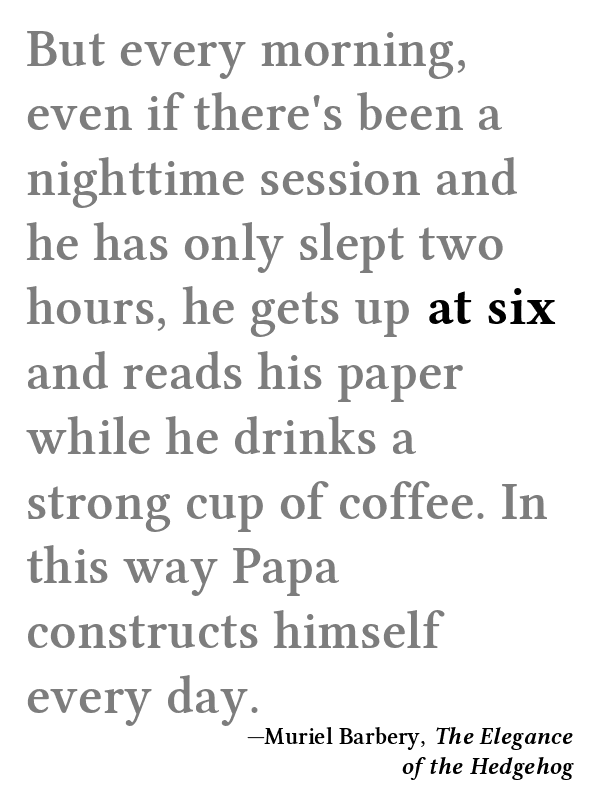 But every morning,
even if there's been a
nighttime session and
he has only slept two
hours, he gets up at six
and reads his paper
while he drinks a
strong cup of coffee. In
this way Papa
constructs himself
every day.
—Muriel Barbery, The Elegance
of the Hedgehog